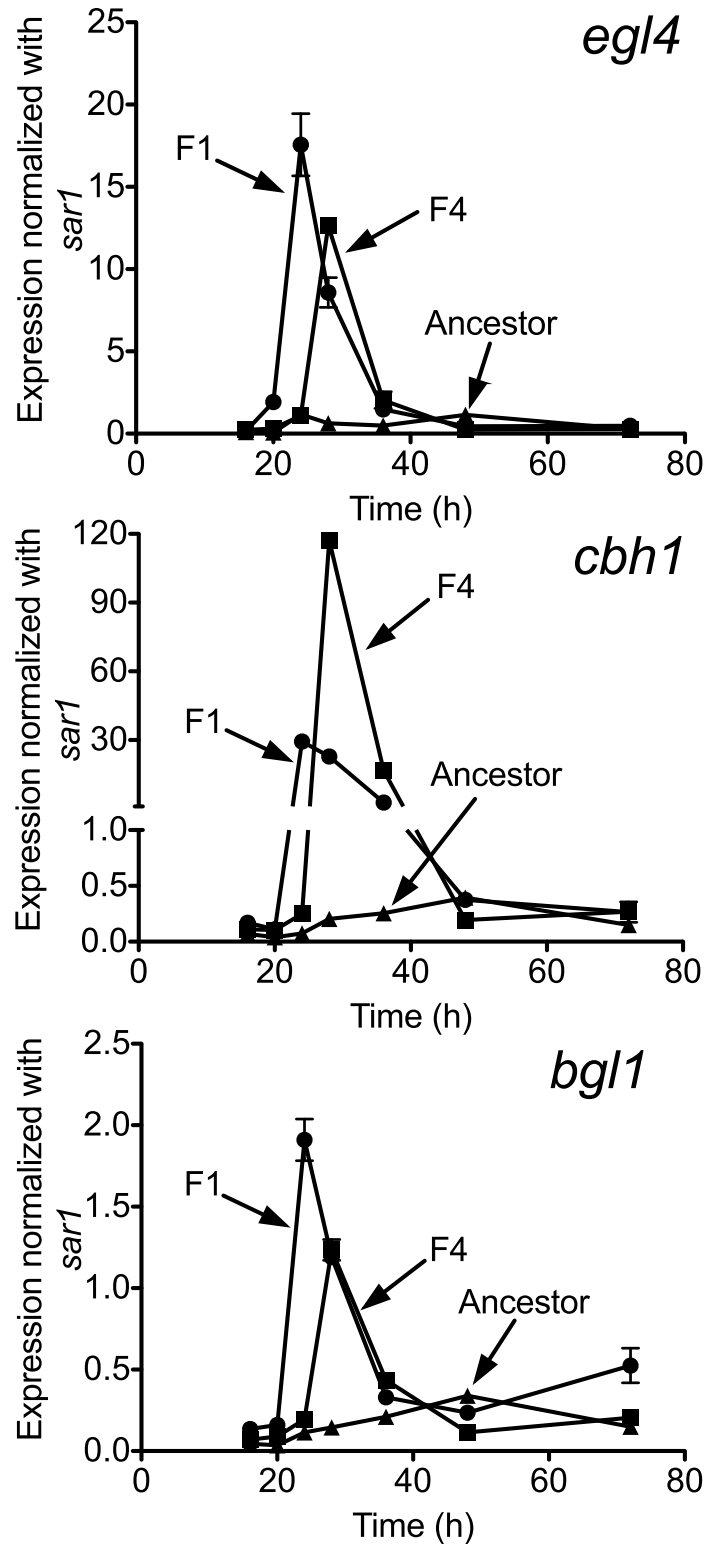 egl4
Expression normalized with
sar1
25
20
15
10
5
0
F1
F4
Ancestor
0 20 40 60 80
Time (h)
cbh1
Expression normalized with
sar1
120
90
60
30
1.0
0.5
0.0
F4
F1
Ancestor
0 20 40 60 80
Time (h)
bgl1
Expression normalized with
sar1
2.5
2.0
1.5
1.0
0.5
0.0
F1
F4
Ancestor
0 20 40 60 80
Time (h)